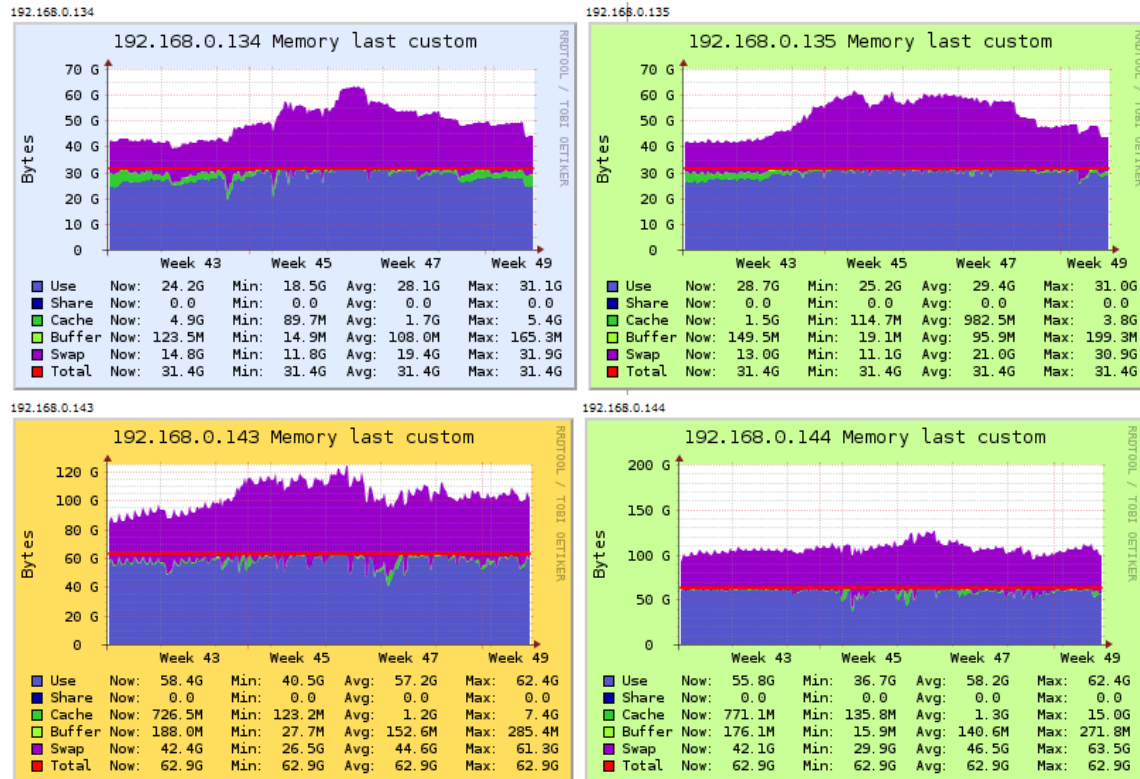 192.168.0.134
192.168.0.134 Memory last custom
RRDTOOL / TOBI OETIKER
70 G
60 G
50 G
40 G
30 G
20 G
10 G
0
Bytes
Week 43 Week 45 Week 47 Week 49
Use Now: 24.2G Min: 18.5G Avg: 28.1G Max: 31.1G
Share Now: 0.0 Min: 0.0 Avg: 0.0 Max: 0.0
Cache Now: 4.9G Min: 89.7M Avg: 1.7G Max: 5.4G
Buffer Now: 123.5M Min: 14.9M Avg: 108.0M Max: 165.3M
Swap Now: 14.8G Min: 11.8G Avg: 19.4G Max: 31.9G
Total Now: 31.4G Min: 31.4G Avg: 31.4G Max: 31.4G
192.168.0.135
192.168.0.135 Memory last custom
RRDTOOL / TOBI OETIKER
70 G
60 G
50 G
40 G
30 G
20 G
10 G
0
Bytes
Week 43 Week 45 Week 47 Week 49
Use Now: 28.7G Min: 25.2G Avg: 29.4G Max: 31.0G
Share Now: 0.0 Min: 0.0 Avg: 0.0 Max: 0.0
Cache Now: 1.5G Min: 114.7M Avg: 982.5M Max: 3.8G
Buffer Now: 149.5M Min: 19.1M Avg: 95.9M Max: 199.3M
Swap Now: 13.0G Min: 11.1G Avg: 21.0G Max: 30.9G
Total Now: 31.4G Min: 31.4G Avg: 31.4G Max: 31.4G
192.168.0.143
192.168.0.143 Memory last custom
RRDTOOL / TOBI OETIKER
120 G
100 G
80 G
60 G
40 G
20 G
0
Bytes
Week 43 Week 45 Week 47 Week 49
Use Now: 58.4G Min: 40.5G Avg: 57.2G Max: 62.4G
Share Now: 0.0 Min: 0.0 Avg: 0.0 Max: 0.0
Cache Now: 726.5M Min: 123.2M Avg: 1.2G Max: 7.4G
Buffer Now: 188.0M Min: 27.7M Avg: 152.6M Max: 285.4M
Swap Now: 42.4G Min: 26.5G Avg: 44.6G Max: 61.3G
Total Now: 62.9G Min: 62.9G Avg: 62.9G Max: 62.9G
192.168.0.144
192.168.0.144 Memory last custom
RRDTOOL / TOBI OETIKER
200 G
150 G
100 G
50 G
0
Bytes
Week 43 Week 45 Week 47 Week 49
Use Now: 55.8G Min: 36.7G Avg: 58.2G Max: 62.4G
Share Now: 0.0 Min: 0.0 Avg: 0.0 Max: 0.0
Cache Now: 771.1M Min: 135.8M Avg: 1.3G Max: 15.0G
Buffer Now: 176.1M Min: 15.9M Avg: 140.6M Max: 271.8M
Swap Now: 42.1G Min: 29.9G Avg: 46.5G Max: 63.5G
Total Now: 62.9G Min: 62.9G Avg: 62.9G Max: 62.9G